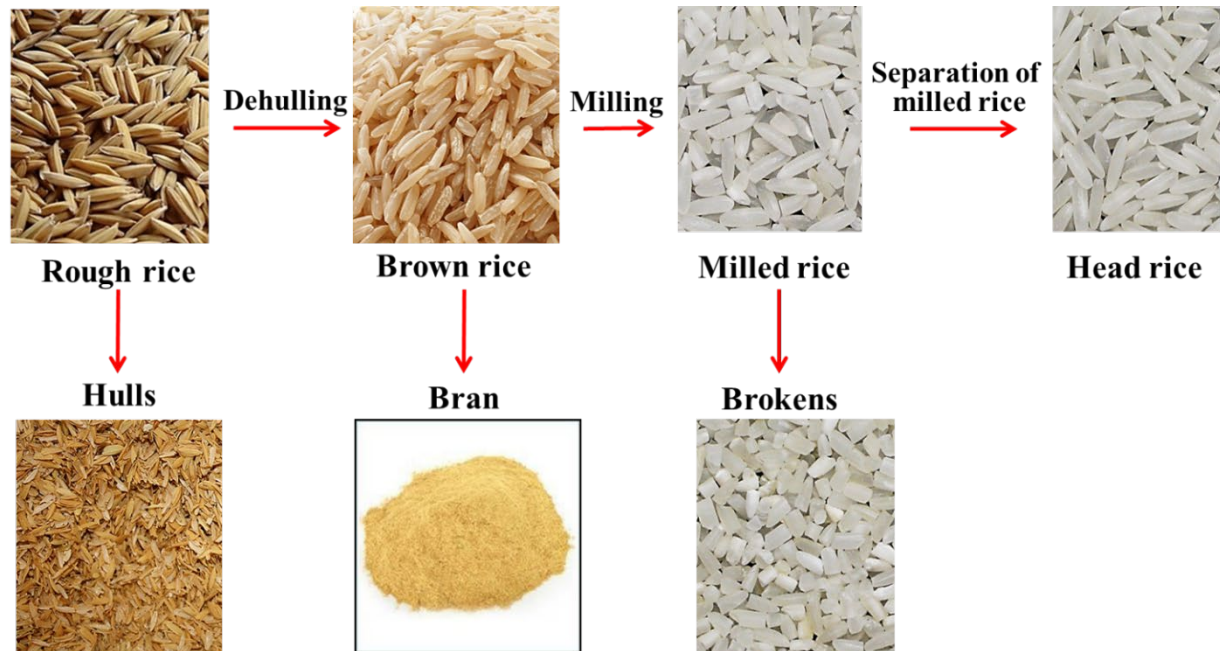 Dehulling
Milling
Separation of
milled rice
Rough rice
Brown rice
Milled rice
Head rice
Hulls
Bran
Brokens